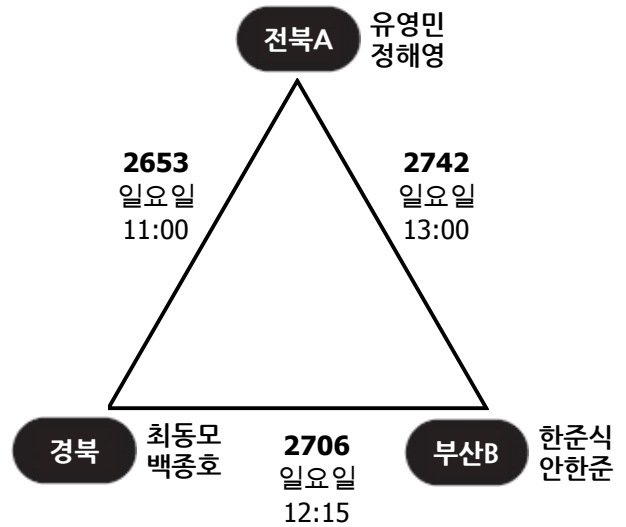 전북A
유영민
정해영
2653
일요일
11:00
2742
일요일
13:00
경북
최동모
백종호
2706
일요일
12:15
부산B
한준식
안한준